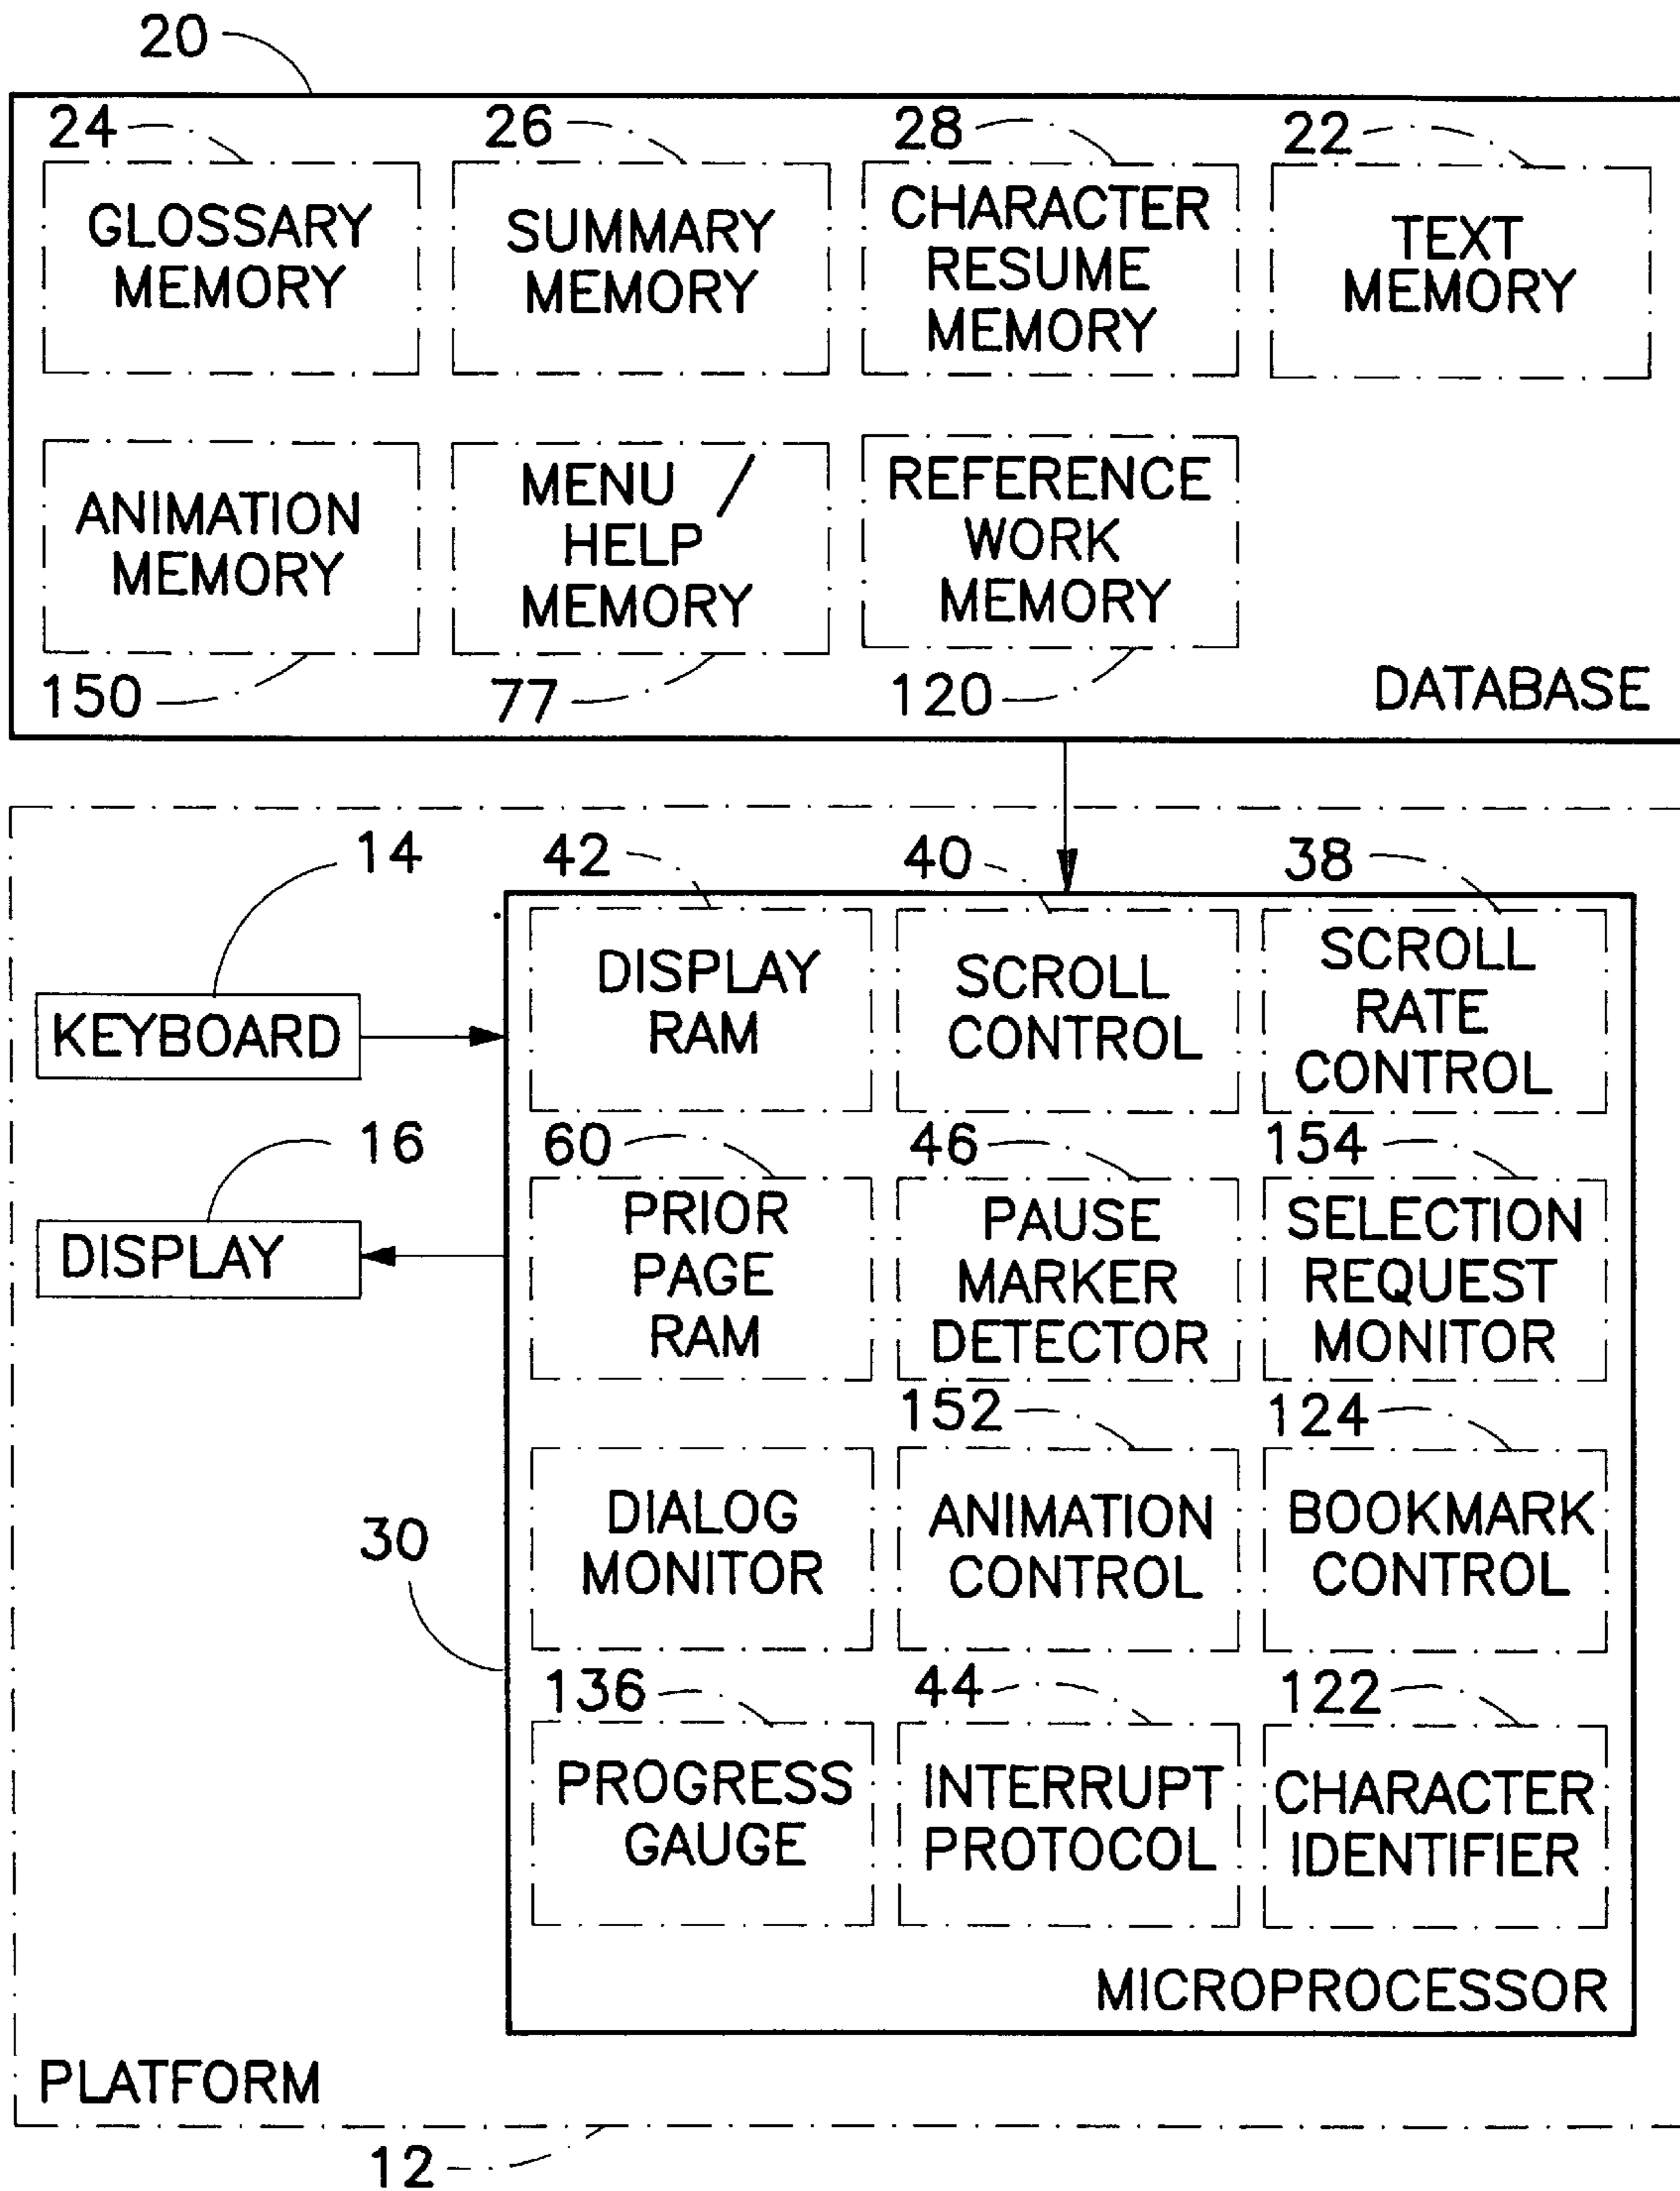 20
24
26
28
22
GLOSSARY
MEMORY
SUMMARY
MEMORY
CHARACTER
RESUME
MEMORY
TEXT
MEMORY
ANIMATION
MEMORY
MENU /
HELP
MEMORY
REFERENCE
WORK
MEMORY
150
77
120
DATABASE
14
42
40
38
KEYBOARD
DISPLAY
RAM
SCROLL
CONTROL
SCROLL
RATE
CONTROL
16
60
46
154
DISPLAY
PRIOR
PAGE
RAM
PAUSE
MARKER
DETECTOR
SELECTION
REQUEST
MONITOR
152
124
30
DIALOG
MONITOR
ANIMATION
CONTROL
BOOKMARK
CONTROL
136
44
122
PROGRESS
GAUGE
INTERRUPT
PROTOCOL
CHARACTER
IDENTIFIER
MICROPROCESSOR
PLATFORM
12